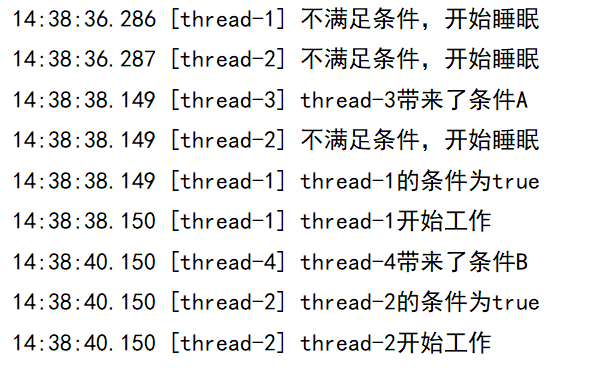 14:38:36.286 [thread-1] 不满足条件，开始睡眠
14:38:36.287 [thread-2] 不满足条件，开始睡眠
14:38:38.149 [thread-3] thread-3带来了条件A
14:38:38.149 [thread-2] 不满足条件，开始睡眠
14:38:38.149 [thread-1] thread-1的条件为true
14:38:38.150 [thread-1] thread-1开始工作
14:38:40.150 [thread-4] thread-4带来了条件B
14:38:40.150 [thread-2] thread-2的条件为true
14:38:40.150 [thread-2] thread-2开始工作